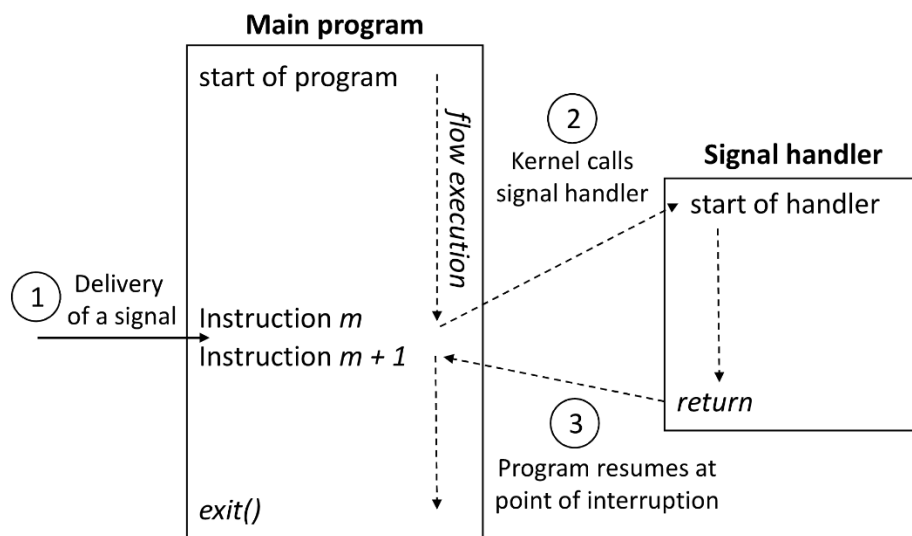 Main program
start of program
flow execution
2
Kernel calls
signal handler
Signal handler
start of handler
1
Delivery
of a signal
Instruction m
Instruction m + 1
return
3
Program resumes at
point of interruption
exit()